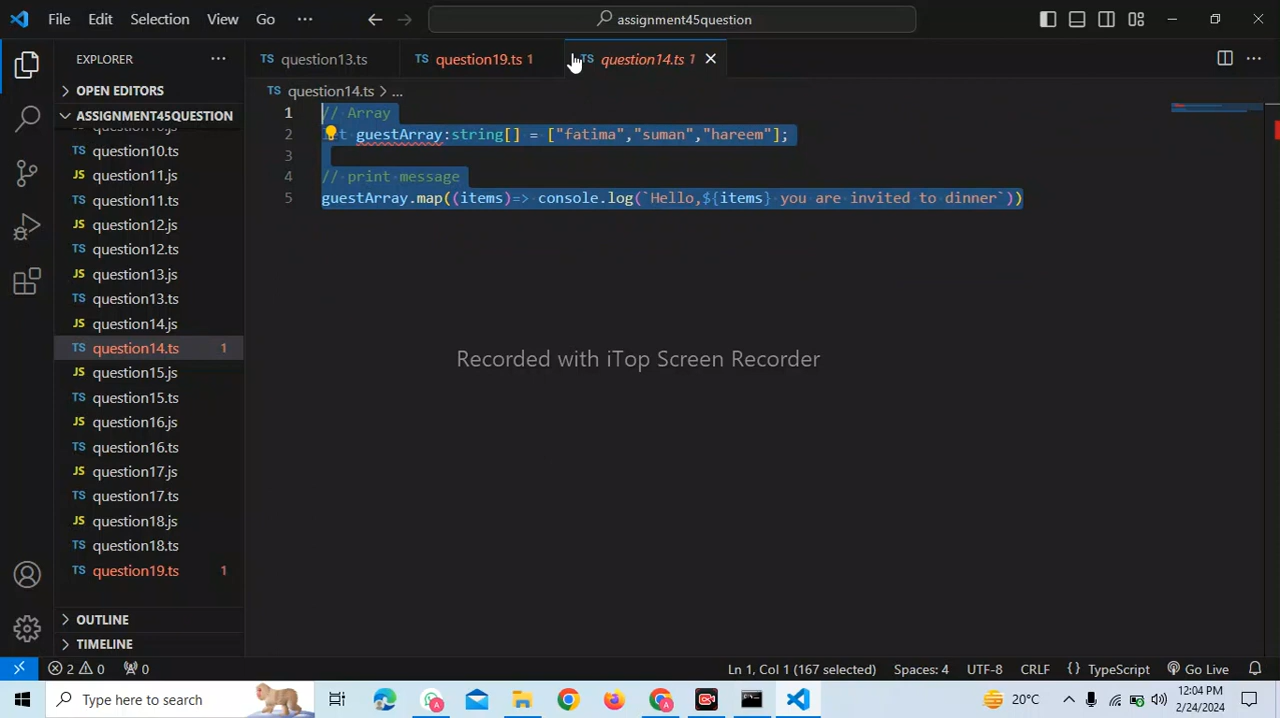 File Edit Selection View Go ···
assignment45question
EXPLORER ···
question13.ts
question19.ts 1
question14.ts 1
OPEN EDITORS
ASSIGNMENT45QUESTION
question10.ts
question11.js
question11.ts
question12.js
question12.ts
question13.js
question13.ts
question14.js
question14.ts 1
question15.js
question15.ts
question16.js
question16.ts
question17.js
question17.ts
question18.js
question18.ts
question19.ts 1
OUTLINE
TIMELINE
TS question14.ts > ...
1 // Array
2 guestArray:string[] = ["fatima","suman","hareem"];
3
4 // print message
5 guestArray.map((items)=> console.log(`Hello,${items} you are invited to dinner`))
Recorded with iTop Screen Recorder
2 0 0
Ln 1, Col 1 (167 selected) Spaces: 4 UTF-8 CRLF {} TypeScript Go Live
Type here to search
20°C
12:04 PM
2/24/2024